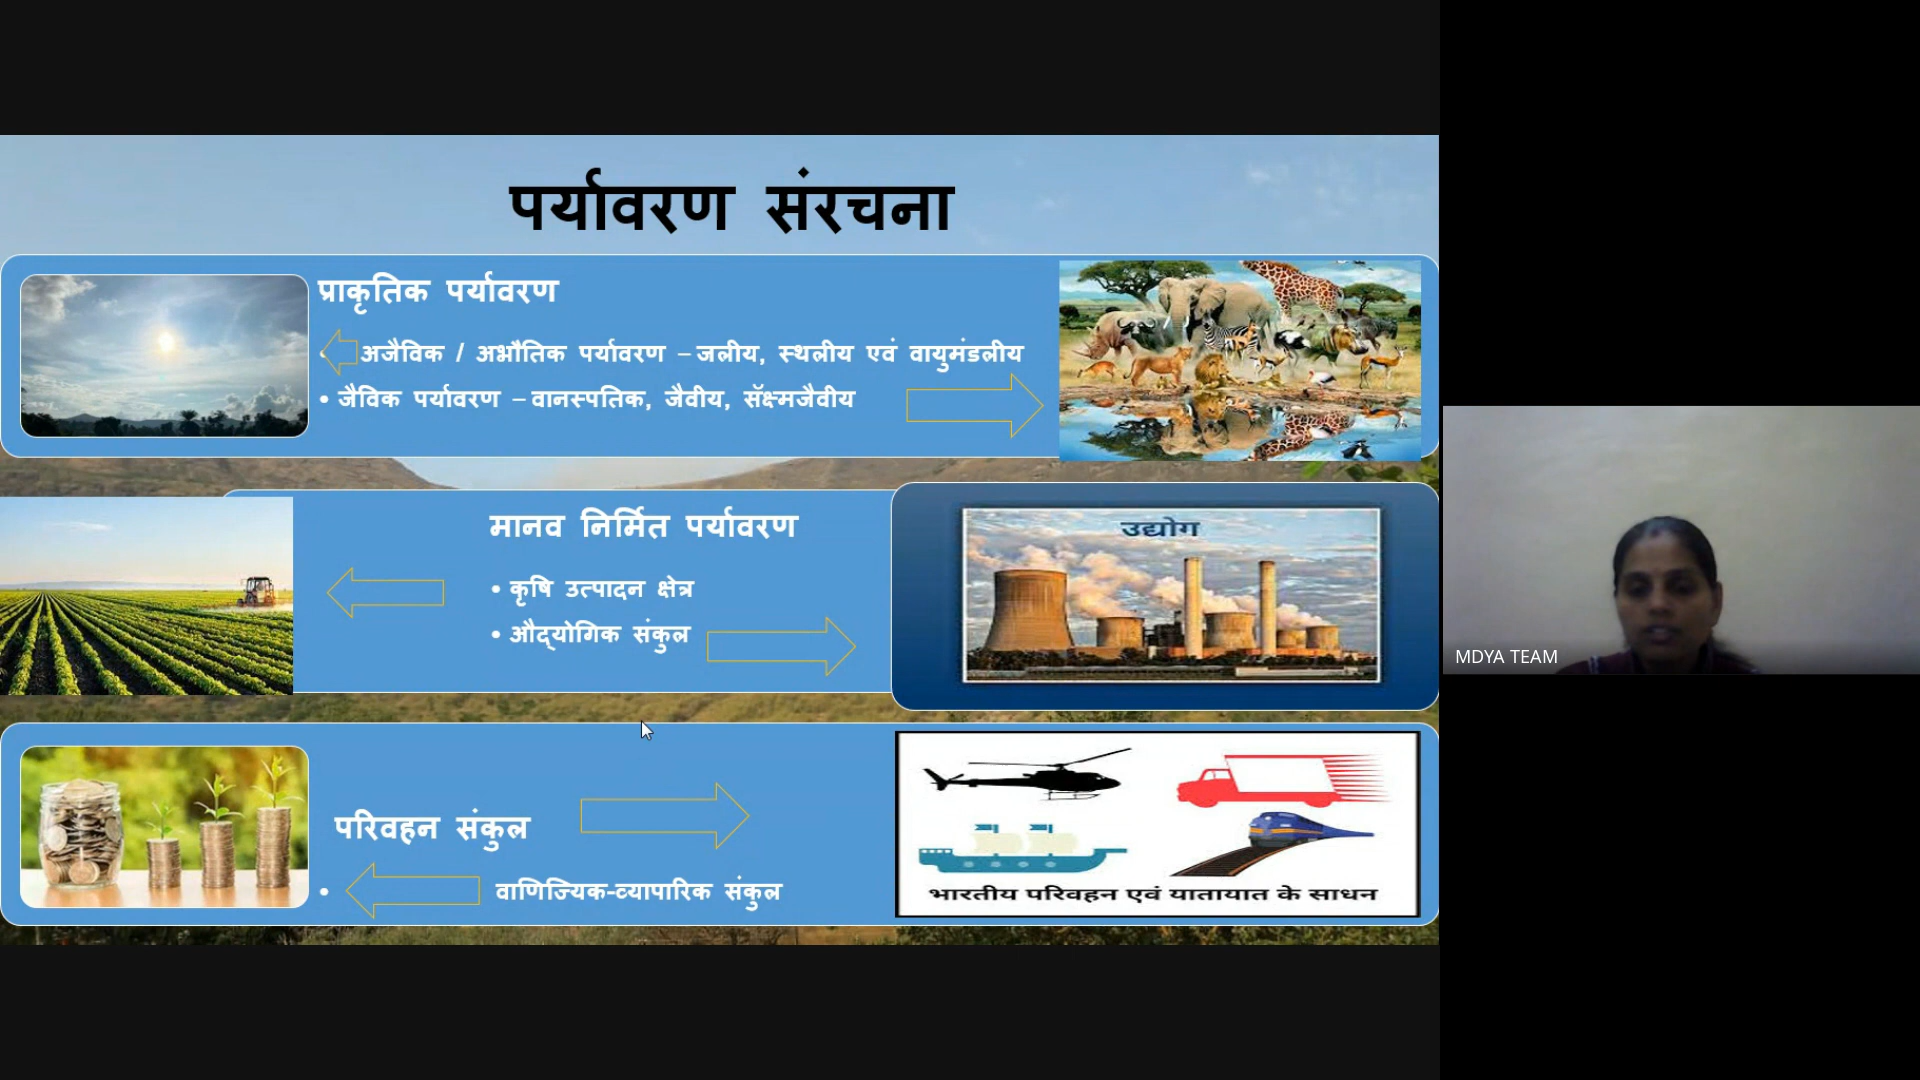 पर्यावरण संरचना
प्राकृतिक पर्यावरण
• अजैविक / अभौतिक पर्यावरण – जलीय, स्थलीय एवं वायुमंडलीय
• जैविक पर्यावरण – वानस्पतिक, जैवीय, सॅक्ष्मजैवीय
मानव निर्मित पर्यावरण
• कृषि उत्पादन क्षेत्र
• औद्योगिक संकुल
उद्योग
परिवहन संकुल
• वाणिज्यिक-व्यापारिक संकुल
भारतीय परिवहन एवं यातायात के साधन
MDYA TEAM